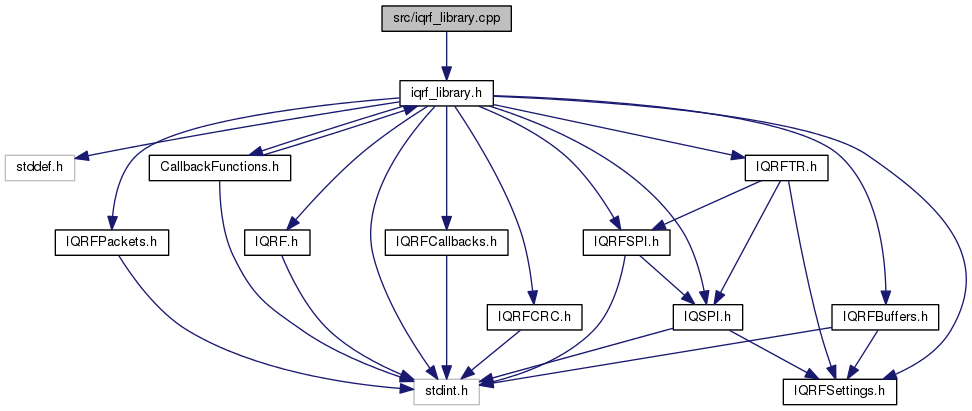 src/iqrf_library.cpp
iqrf_library.h
stddef.h
CallbackFunctions.h
IQRFTR.h
IQRFPackets.h
IQRF.h
IQRFCallbacks.h
IQRFSPI.h
IQRFCRC.h
IQSPI.h
IQRFBuffers.h
stdint.h
IQRFSettings.h